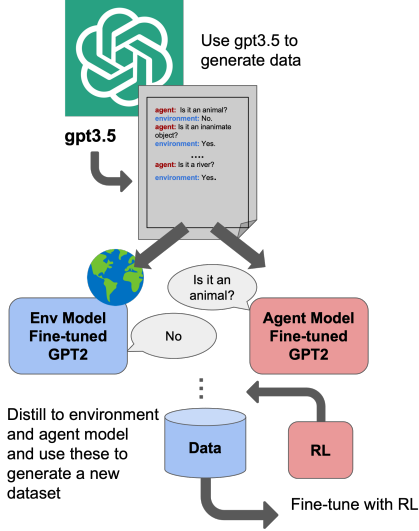 Use gpt3.5 to
generate data
gpt3.5
agent: Is it an animal?
environment: No.
agent: Is it an inanimate
object?
environment: Yes.
....
agent: Is it a river?
environment: Yes.
Is it an
animal?
Env Model
Fine-tuned
GPT2
No
Agent Model
Fine-tuned
GPT2
Distill to environment
and agent model
and use these to
generate a new
dataset
Data
RL
Fine-tune with RL